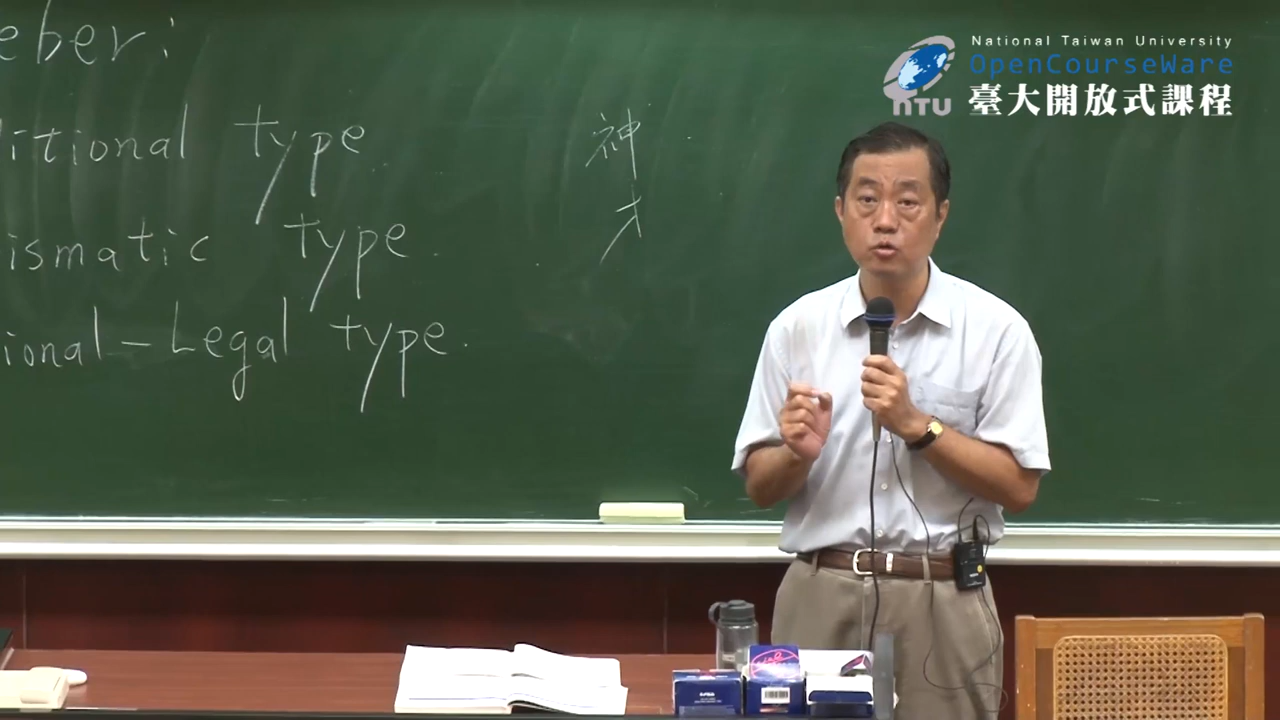 eber:
itional type
ismatic type.
ional-Legal type.
神
才
National Taiwan University
OpenCourseWare
NTU
臺大開放式課程